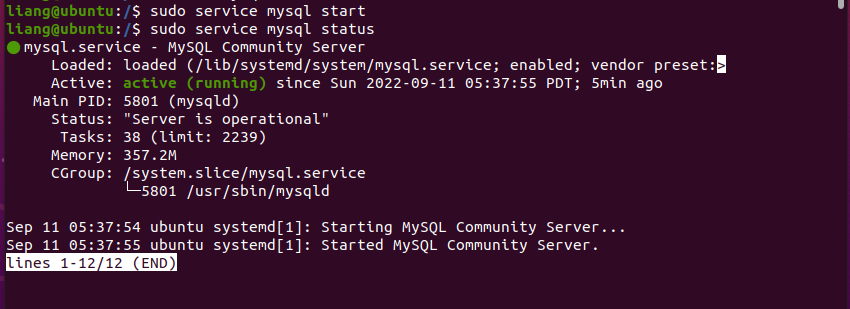 liang@ubuntu:/$ sudo service mysql start
liang@ubuntu:/$ sudo service mysql status
● mysql.service - MySQL Community Server
     Loaded: loaded (/lib/systemd/system/mysql.service; enabled; vendor preset:>
     Active: active (running) since Sun 2022-09-11 05:37:55 PDT; 5min ago
   Main PID: 5801 (mysqld)
     Status: "Server is operational"
      Tasks: 38 (limit: 2239)
     Memory: 357.2M
     CGroup: /system.slice/mysql.service
             └─5801 /usr/sbin/mysqld
Sep 11 05:37:54 ubuntu systemd[1]: Starting MySQL Community Server...
Sep 11 05:37:55 ubuntu systemd[1]: Started MySQL Community Server.
lines 1-12/12 (END)